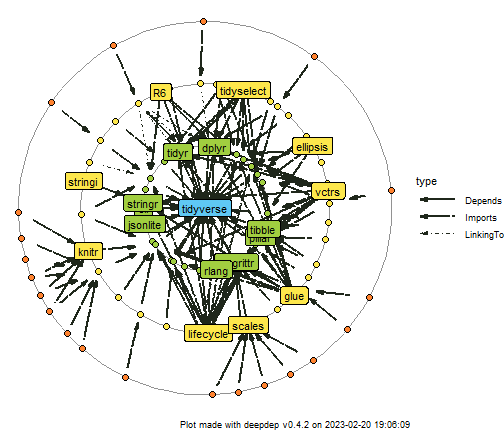 R6
tidyselect
tidyr
dplyr
ellipsis
stringi
vctrs
stringr
tidyverse
jsonlite
tibble
pillar
knitr
rlang
glue
lifecycle
scales
type
Depends
Imports
LinkingTo
Plot made with deepdep v0.4.2 on 2023-02-20 19:06:09